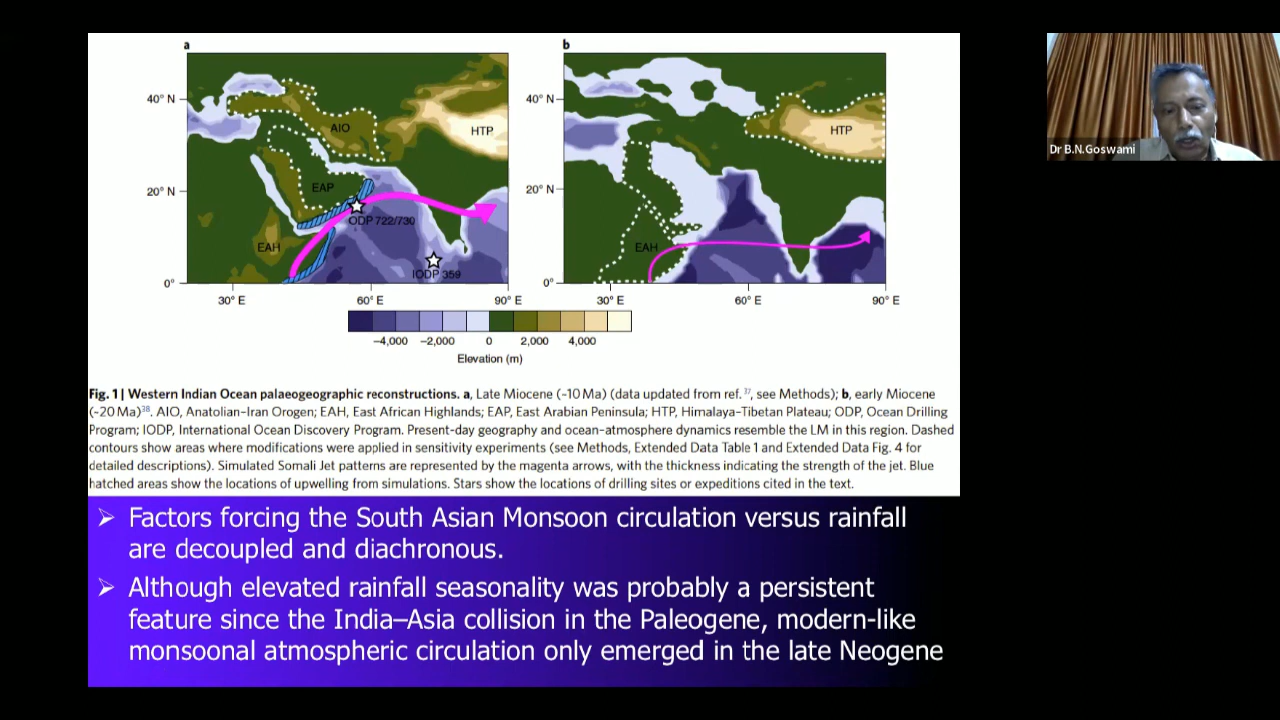 a
b
40° N
20° N
0°
30° E
60° E
90° E
AIO
HTP
EAP
ODP 722/730
EAH
IODP 359
40° N
20° N
0°
30° E
60° E
90° E
HTP
EAH
–4,000 –2,000 0 2,000 4,000
Elevation (m)
Fig. 1 | Western Indian Ocean palaeogeographic reconstructions. a, Late Miocene (~10 Ma) (data updated from ref.³⁷, see Methods); b, early Miocene
(~20 Ma)³⁸. AIO, Anatolian–Iran Orogen; EAH, East African Highlands; EAP, East Arabian Peninsula; HTP, Himalaya–Tibetan Plateau; ODP, Ocean Drilling
Program; IODP, International Ocean Discovery Program. Present-day geography and ocean–atmosphere dynamics resemble the LM in this region. Dashed
contours show areas where modifications were applied in sensitivity experiments (see Methods, Extended Data Table 1 and Extended Data Fig. 4 for
detailed descriptions). Simulated Somali Jet patterns are represented by the magenta arrows, with the thickness indicating the strength of the jet. Blue
hatched areas show the locations of upwelling from simulations. Stars show the locations of drilling sites or expeditions cited in the text.
➢ Factors forcing the South Asian Monsoon circulation versus rainfall
are decoupled and diachronous.
➢ Although elevated rainfall seasonality was probably a persistent
feature since the India–Asia collision in the Paleogene, modern-like
monsoonal atmospheric circulation only emerged in the late Neogene
Dr B.N.Goswami